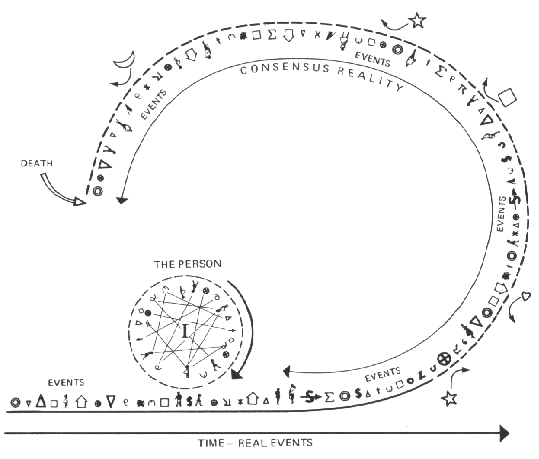 EVENTS
CONSENSUS REALITY
EVENTS
DEATH
EVENTS
THE PERSON
I
EVENTS
EVENTS
TIME – REAL EVENTS